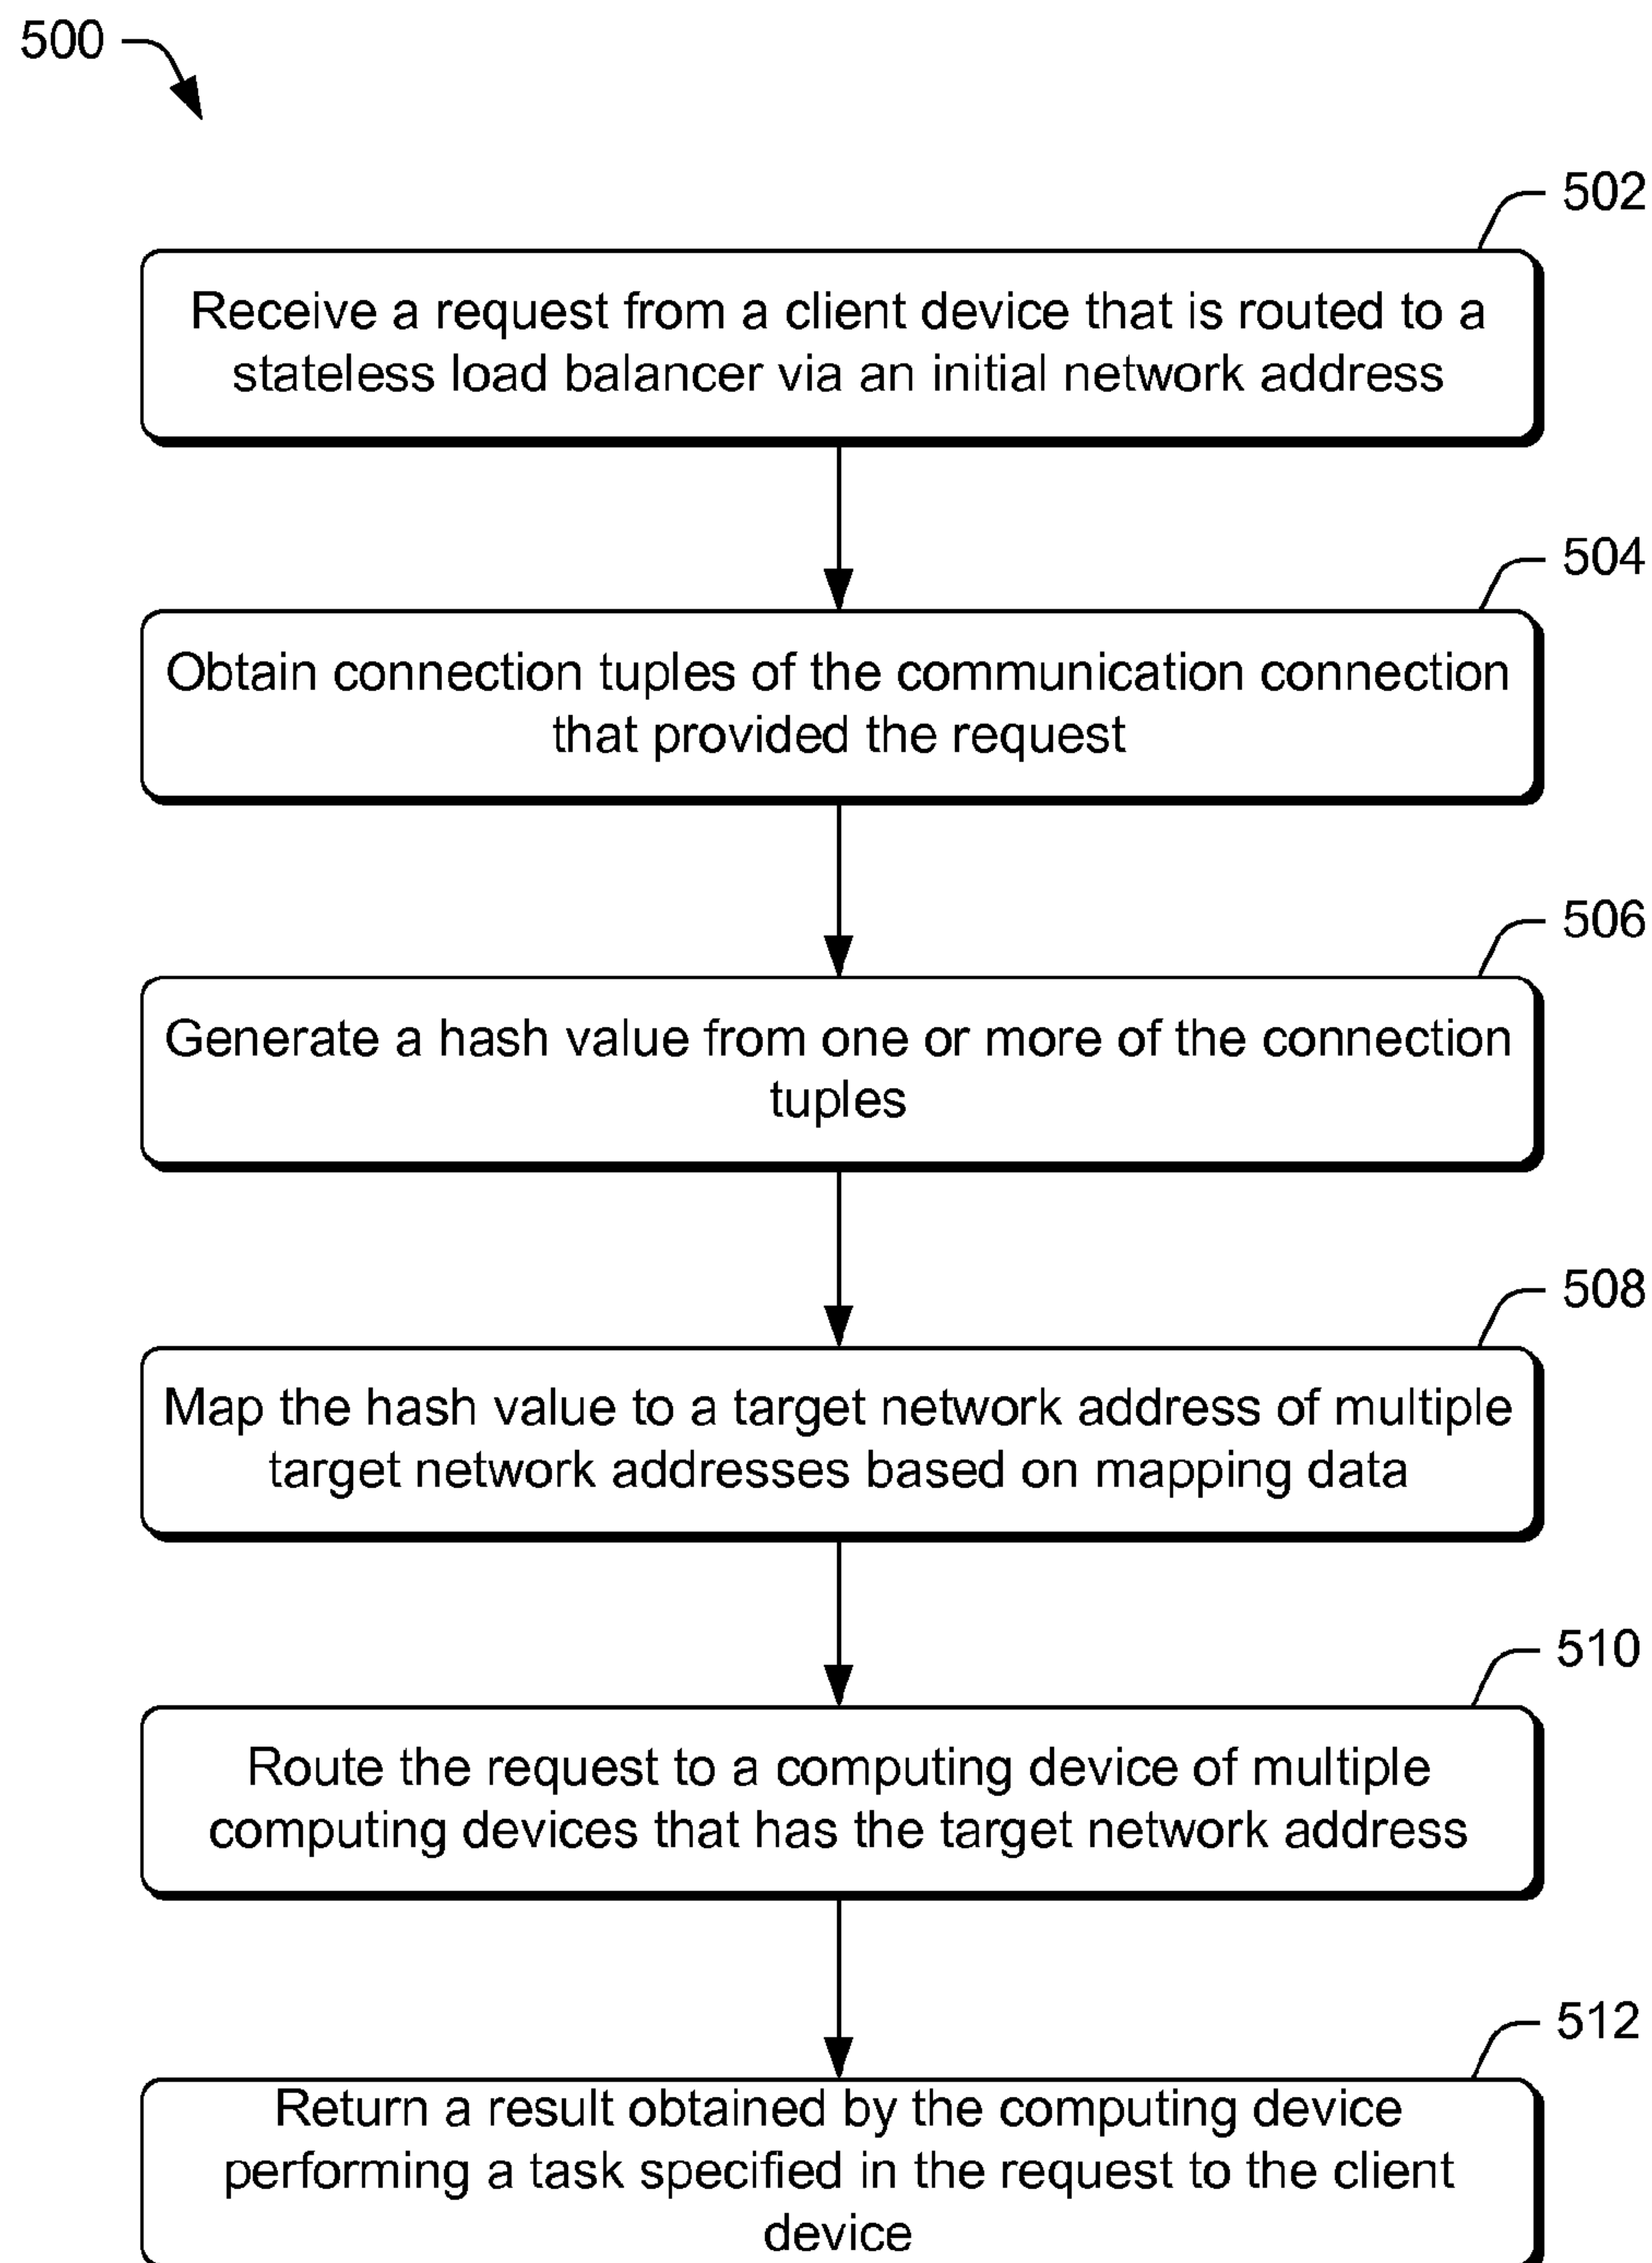 500
502
Receive a request from a client device that is routed to a
stateless load balancer via an initial network address
504
Obtain connection tuples of the communication connection
that provided the request
506
Generate a hash value from one or more of the connection
tuples
508
Map the hash value to a target network address of multiple
target network addresses based on mapping data
510
Route the request to a computing device of multiple
computing devices that has the target network address
512
Return a result obtained by the computing device
performing a task specified in the request to the client
device